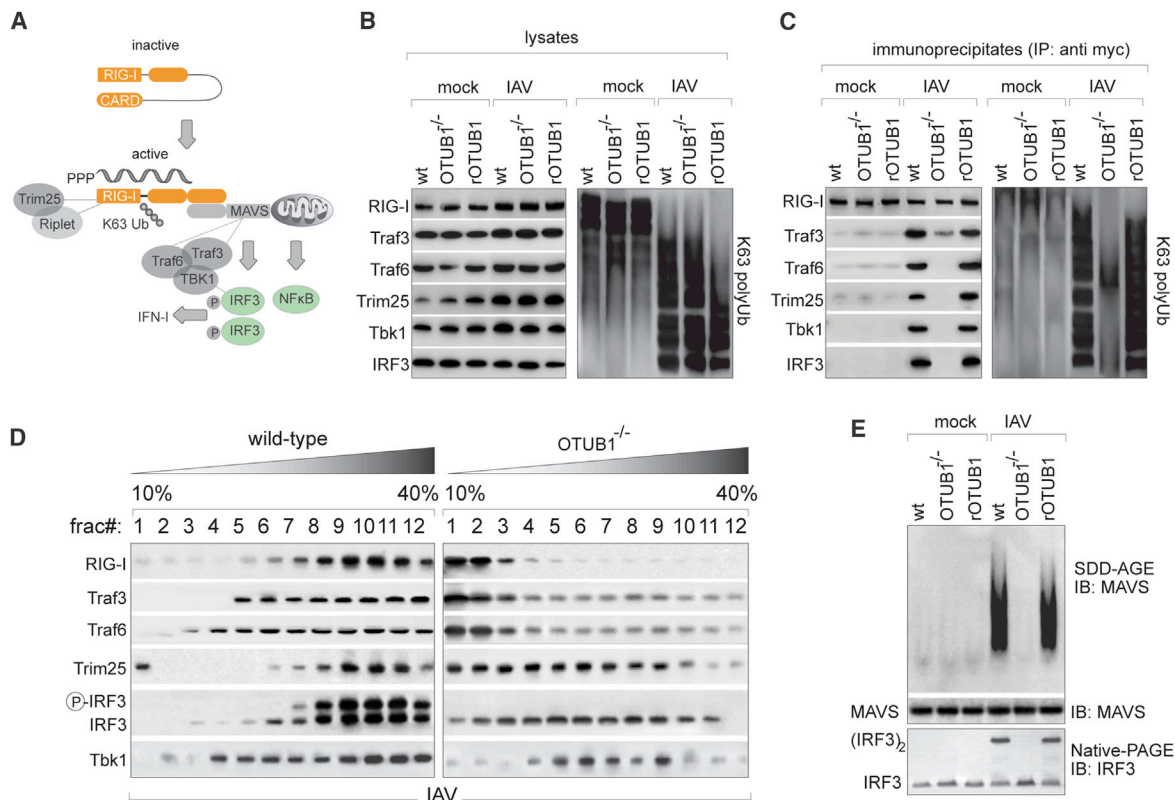 A
inactive
RIG-I
CARD
active
PPP
RIG-I
Trim25
Riplet
K63 Ub
MAVS
Traf6
Traf3
TBK1
P
IRF3
NFκB
IFN-I
P
IRF3
B
lysates
mock
IAV
mock
IAV
wt
OTUB1-/-
rOTUB1
wt
OTUB1-/-
rOTUB1
wt
OTUB1-/-
rOTUB1
wt
OTUB1-/-
rOTUB1
RIG-I
Traf3
Traf6
Trim25
Tbk1
IRF3
K63 polyUb
C
immunoprecipitates (IP: anti myc)
mock
IAV
mock
IAV
wt
OTUB1-/-
rOTUB1
wt
OTUB1-/-
rOTUB1
wt
OTUB1-/-
rOTUB1
wt
OTUB1-/-
rOTUB1
RIG-I
Traf3
Traf6
Trim25
Tbk1
IRF3
K63 polyUb
D
wild-type
OTUB1-/-
10%
40%
10%
40%
frac#:
1 2 3 4 5 6 7 8 9 10 11 12
1 2 3 4 5 6 7 8 9 10 11 12
RIG-I
Traf3
Traf6
Trim25
P-IRF3
IRF3
Tbk1
IAV
E
mock
IAV
wt
OTUB1-/-
rOTUB1
wt
OTUB1-/-
rOTUB1
SDD-AGE
IB: MAVS
MAVS
IB: MAVS
(IRF3)2
Native-PAGE
IB: IRF3
IRF3